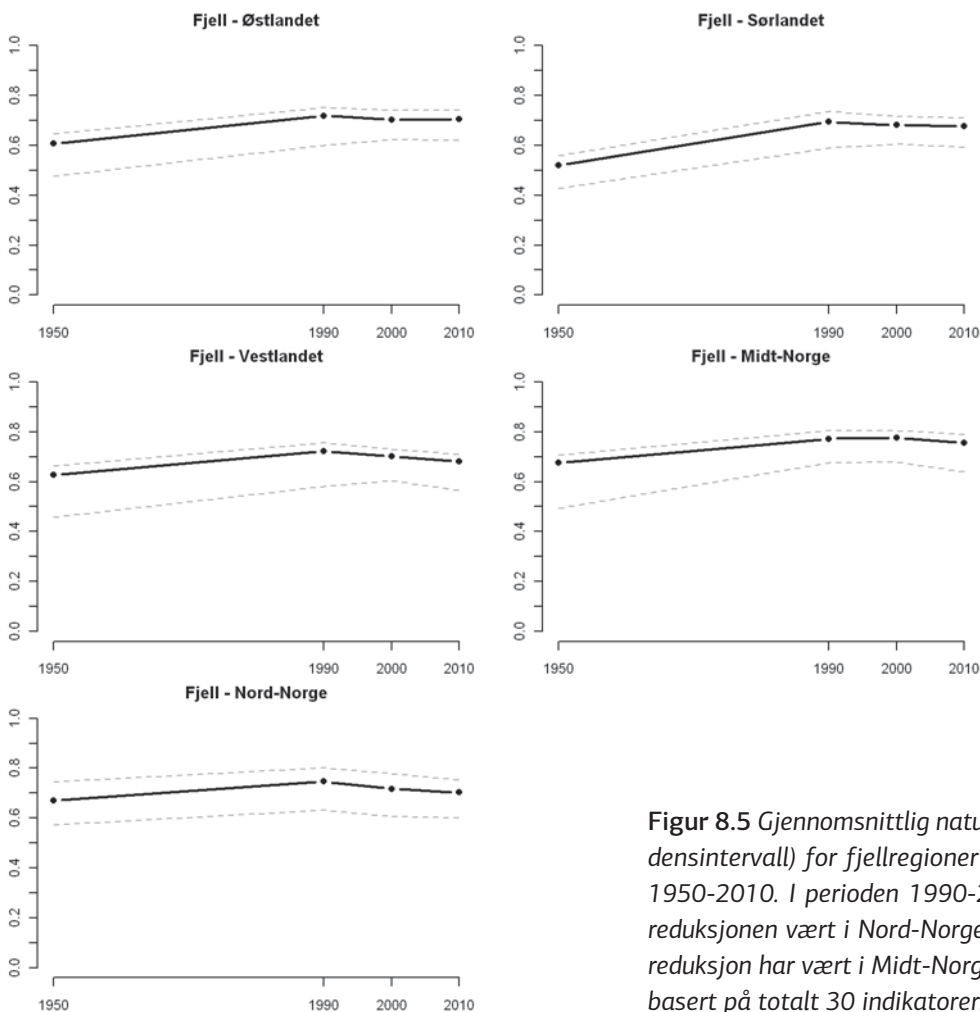 Fjell - Østlandet
0.0 0.2 0.4 0.6 0.8 1.0
1950 1990 2000 2010
Fjell - Sørlandet
0.0 0.2 0.4 0.6 0.8 1.0
1950 1990 2000 2010
Fjell - Vestlandet
0.0 0.2 0.4 0.6 0.8 1.0
1950 1990 2000 2010
Fjell - Midt-Norge
0.0 0.2 0.4 0.6 0.8 1.0
1950 1990 2000 2010
Fjell - Nord-Norge
0.0 0.2 0.4 0.6 0.8 1.0
1950 1990 2000 2010
Figur 8.5 Gjennomsnittlig
densintervall) for fjellregioner
1950-2010. I perioden
reduksjonen vært i Nord-Norge
reduksjon har vært i Midt-Norg
basert på totalt 30 indikatorer